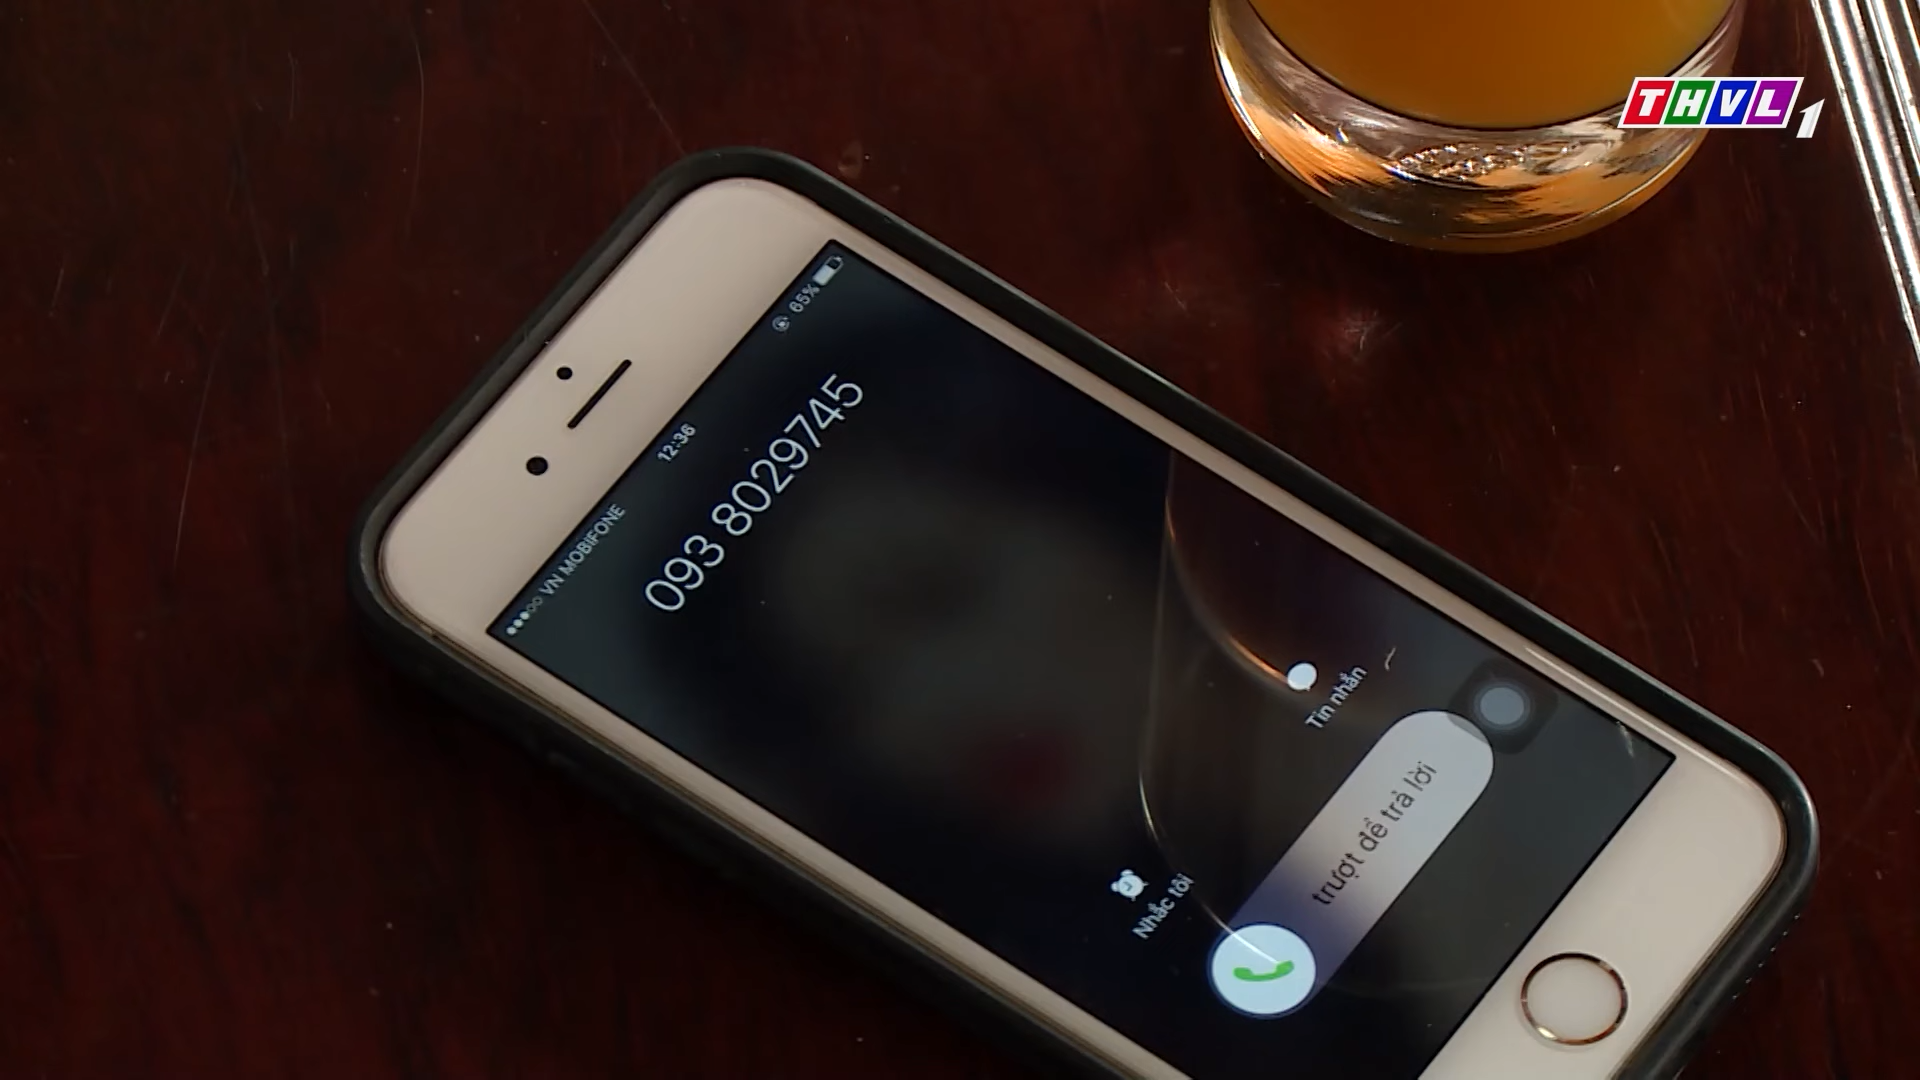 THVL1
VN MOBIFONE 12:36 65%
093 8029745
Nhắc tôi Tin nhắn
trượt để trả lời